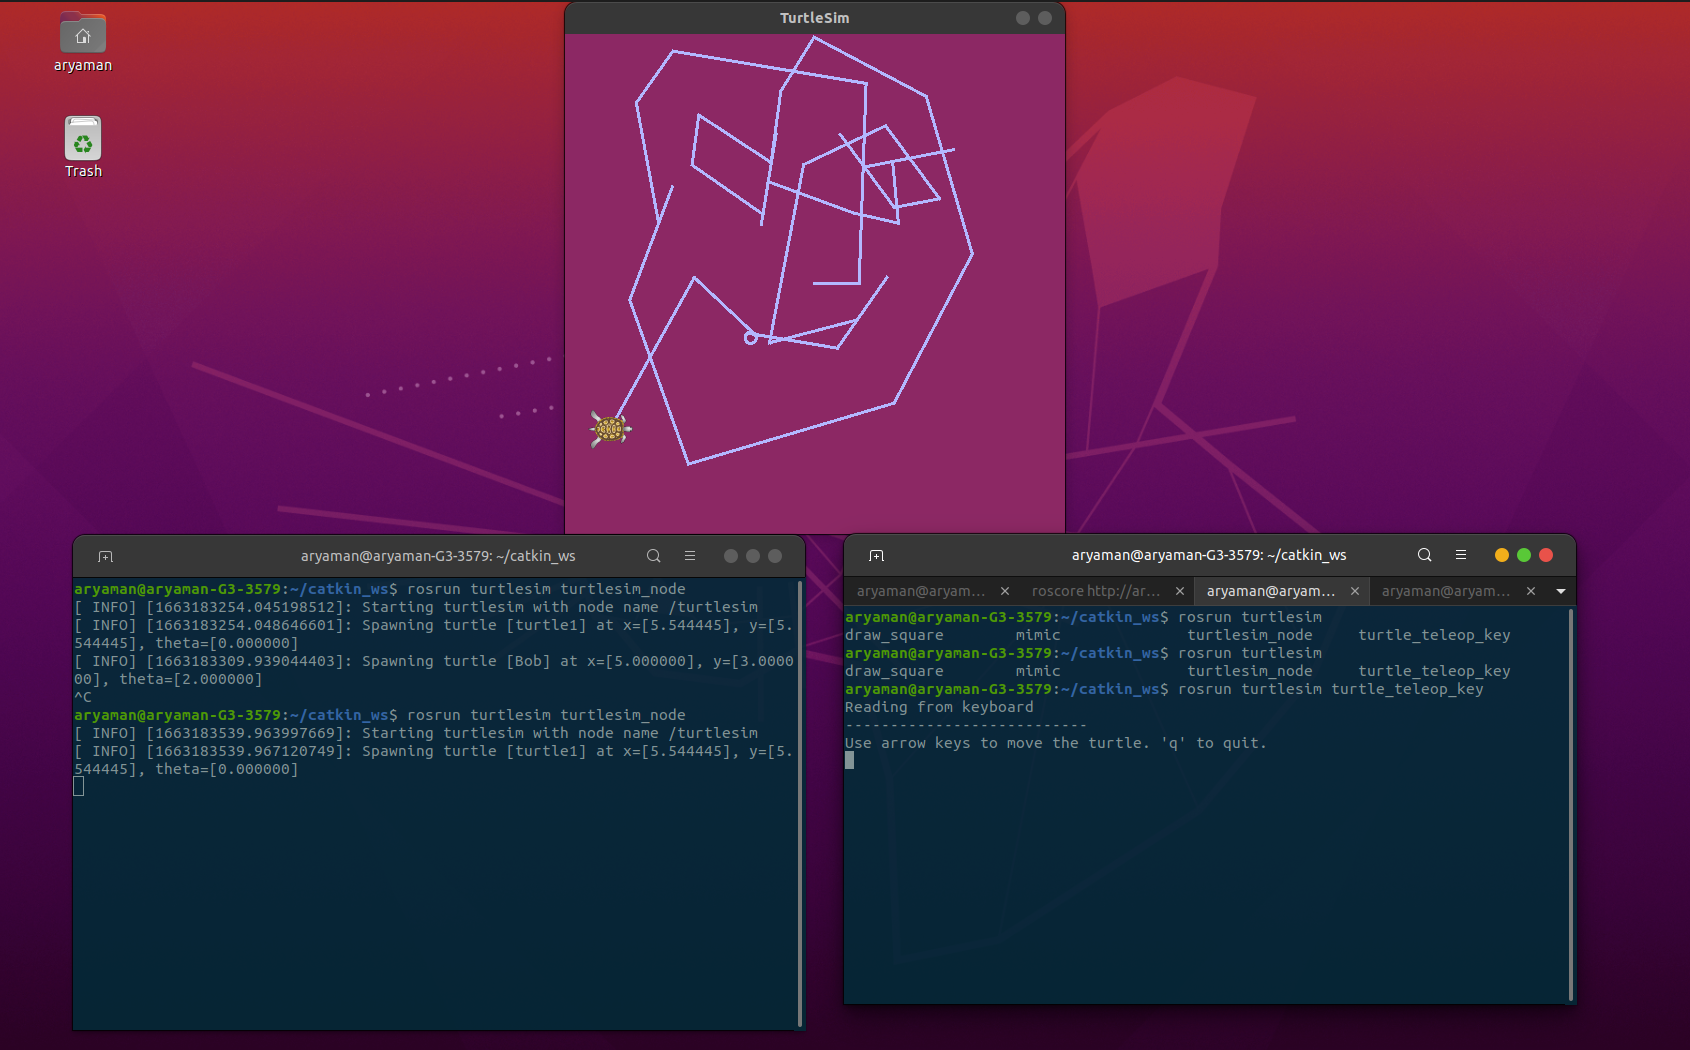 aryaman
Trash
TurtleSim
aryaman@aryaman-G3-3579: ~/catkin_ws
aryaman@aryaman-G3-3579:~/catkin_ws$ rosrun turtlesim turtlesim_node
[ INFO] [1663183254.045198512]: Starting turtlesim with node name /turtlesim
[ INFO] [1663183254.048646601]: Spawning turtle [turtle1] at x=[5.544445], y=[5.
544445], theta=[0.000000]
[ INFO] [1663183309.939044403]: Spawning turtle [Bob] at x=[5.000000], y=[3.0000
00], theta=[2.000000]
^C
aryaman@aryaman-G3-3579:~/catkin_ws$ rosrun turtlesim turtlesim_node
[ INFO] [1663183539.963997669]: Starting turtlesim with node name /turtlesim
[ INFO] [1663183539.967120749]: Spawning turtle [turtle1] at x=[5.544445], y=[5.
544445], theta=[0.000000]
aryaman@aryaman-G3-3579: ~/catkin_ws
aryaman@aryam... roscore http://ar... aryaman@aryam... aryaman@aryam...
aryaman@aryaman-G3-3579:~/catkin_ws$ rosrun turtlesim
draw_square mimic turtlesim_node turtle_teleop_key
aryaman@aryaman-G3-3579:~/catkin_ws$ rosrun turtlesim
draw_square mimic turtlesim_node turtle_teleop_key
aryaman@aryaman-G3-3579:~/catkin_ws$ rosrun turtlesim turtle_teleop_key
Reading from keyboard
---------------------------
Use arrow keys to move the turtle. 'q' to quit.